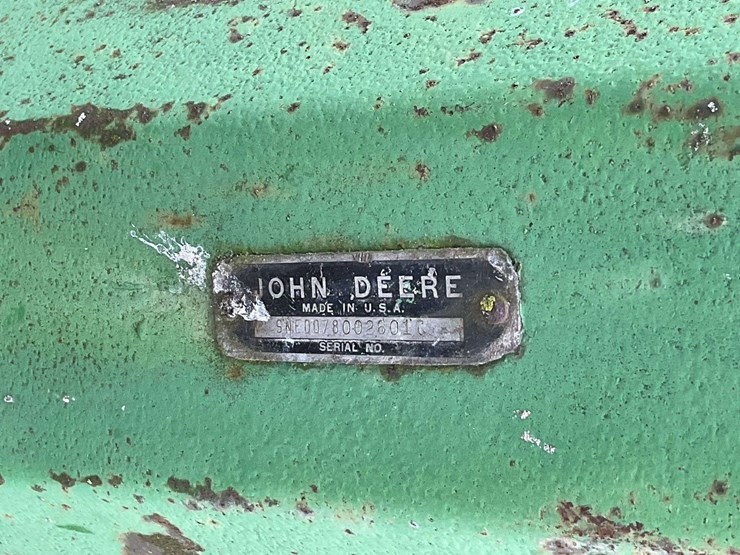 JOHN DEERE
MADE IN U.S.A.
SERIAL NO.